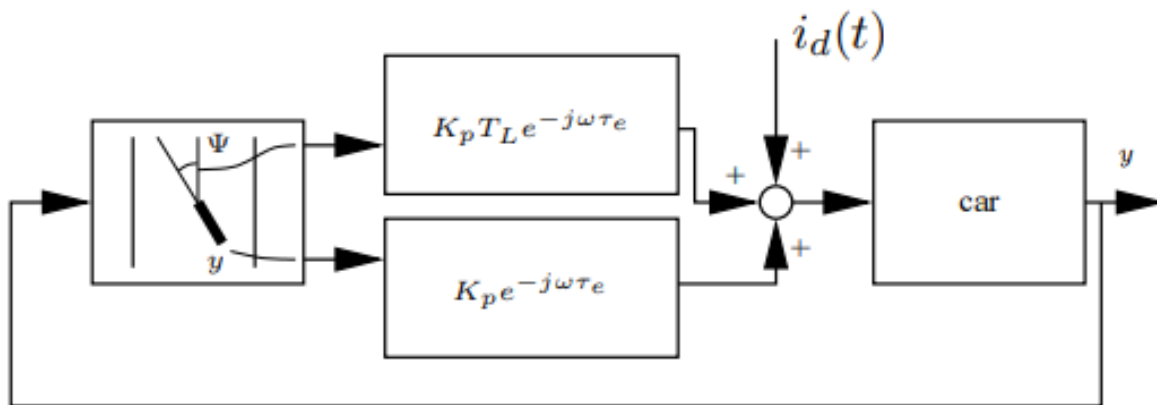 i_d(t)
Ψ
y
K_p T_L e^{-jωτ_e}
K_p e^{-jωτ_e}
+
+
+
car
y